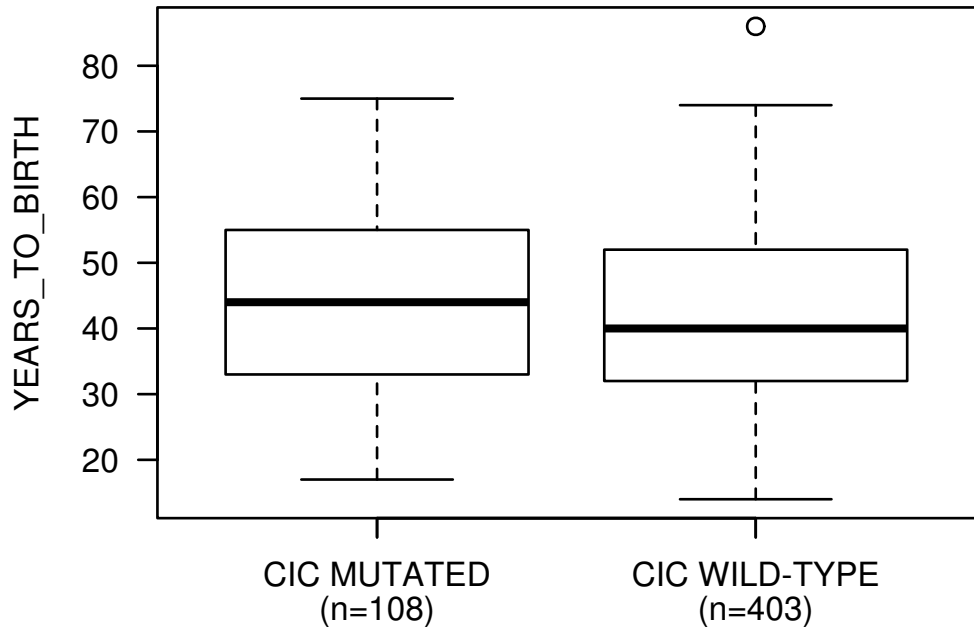 YEARS_TO_BIRTH
80
70
60
50
40
30
20
CIC MUTATED
(n=108)
CIC WILD-TYPE
(n=403)